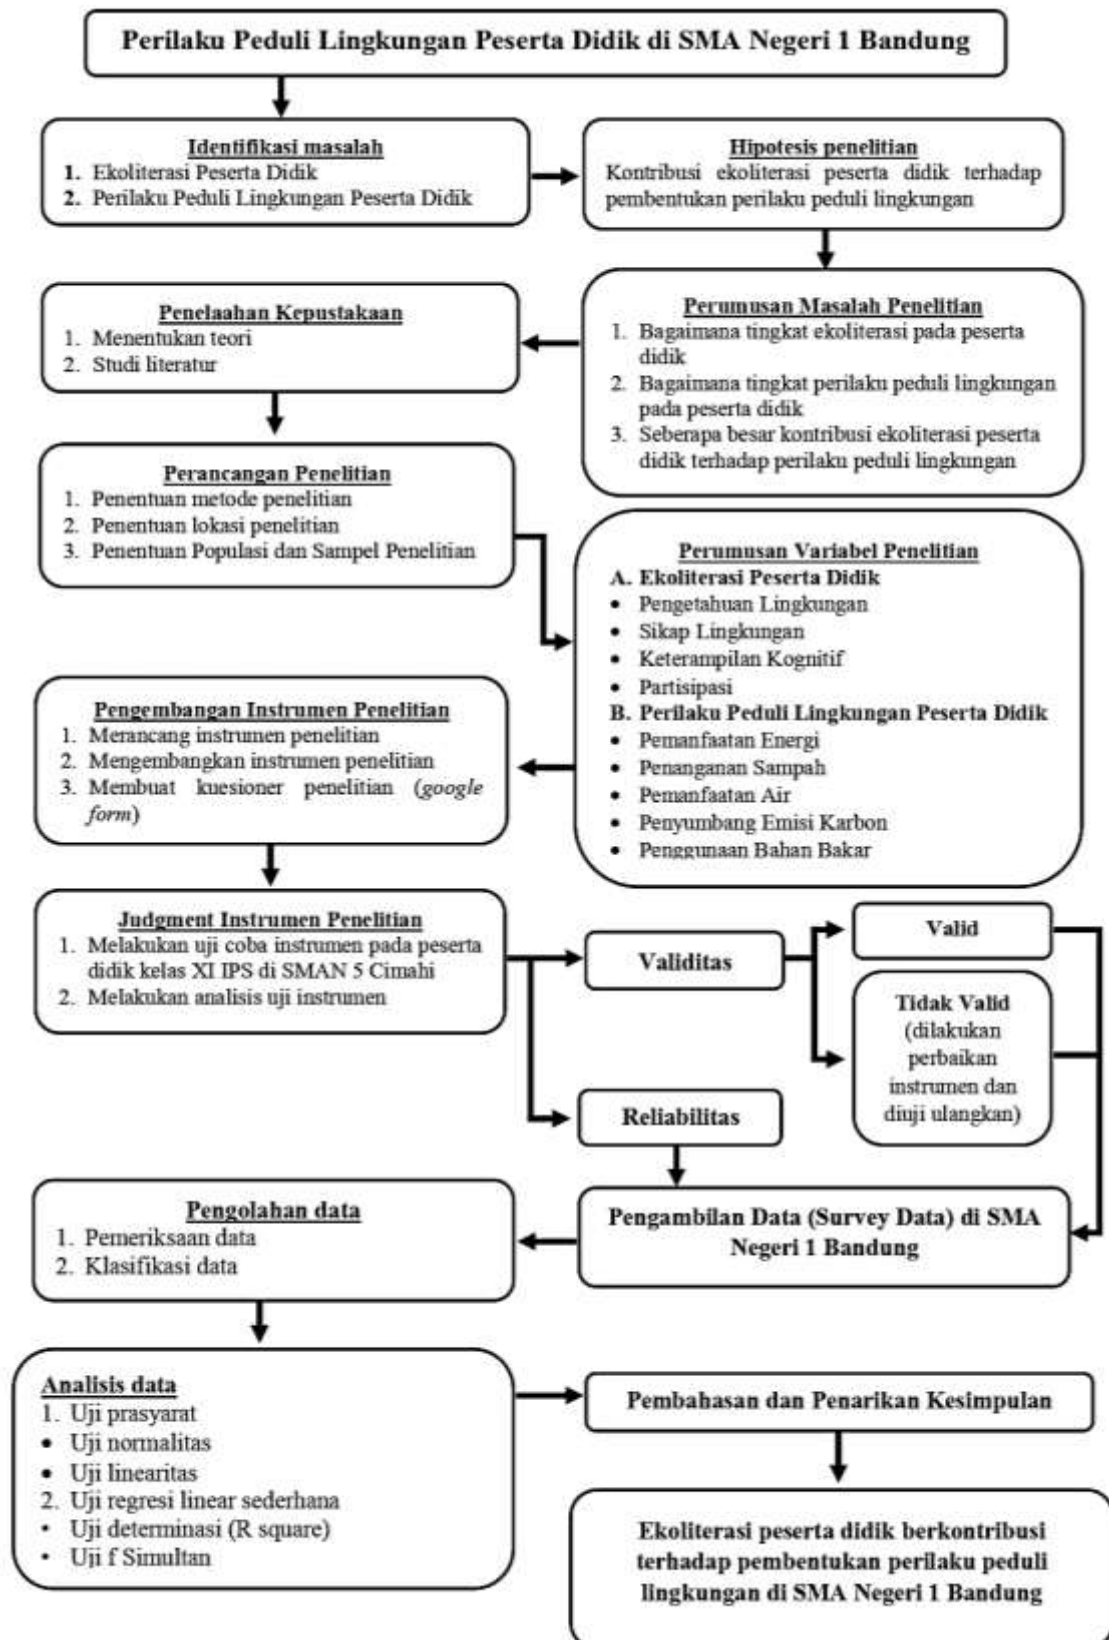 Perilaku Peduli Lingkungan Peserta Didik di SMA Negeri 1 Bandung
Identifikasi masalah
1. Ekoliterasi Peserta Didik
2. Perilaku Peduli Lingkungan Peserta Didik
Hipotesis penelitian
Kontribusi ekoliterasi peserta didik terhadap
pembentukan perilaku peduli lingkungan
Perumusan Masalah Penelitian
1. Bagaimana tingkat ekoliterasi pada peserta
didik
2. Bagaimana tingkat perilaku peduli lingkungan
pada peserta didik
3. Seberapa besar kontribusi ekoliterasi peserta
didik terhadap perilaku peduli lingkungan
Penelaahan Kepustakaan
1. Menentukan teori
2. Studi literatur
Perancangan Penelitian
1. Penentuan metode penelitian
2. Penentuan lokasi penelitian
3. Penentuan Populasi dan Sampel Penelitian
Perumusan Variabel Penelitian
A. Ekoliterasi Peserta Didik
• Pengetahuan Lingkungan
• Sikap Lingkungan
• Keterampilan Kognitif
• Partisipasi
B. Perilaku Peduli Lingkungan Peserta Didik
• Pemanfaatan Energi
• Penanganan Sampah
• Pemanfaatan Air
• Penyumbang Emisi Karbon
• Penggunaan Bahan Bakar
Pengembangan Instrumen Penelitian
1. Merancang instrumen penelitian
2. Mengembangkan instrumen penelitian
3. Membuat kuesioner penelitian (google
form)
Judgment Instrumen Penelitian
1. Melakukan uji coba instrumen pada peserta
didik kelas XI IPS di SMAN 5 Cimahi
2. Melakukan analisis uji instrumen
Validitas
Valid
Tidak Valid
(dilakukan
perbaikan
instrumen dan
diuji ulangkan)
Reliabilitas
Pengambilan Data (Survey Data) di SMA
Negeri 1 Bandung
Pengolahan data
1. Pemeriksaan data
2. Klasifikasi data
Analisis data
1. Uji prasyarat
• Uji normalitas
• Uji linearitas
2. Uji regresi linear sederhana
• Uji determinasi (R square)
• Uji f Simultan
Pembahasan dan Penarikan Kesimpulan
Ekoliterasi peserta didik berkontribusi
terhadap pembentukan perilaku peduli
lingkungan di SMA Negeri 1 Bandung